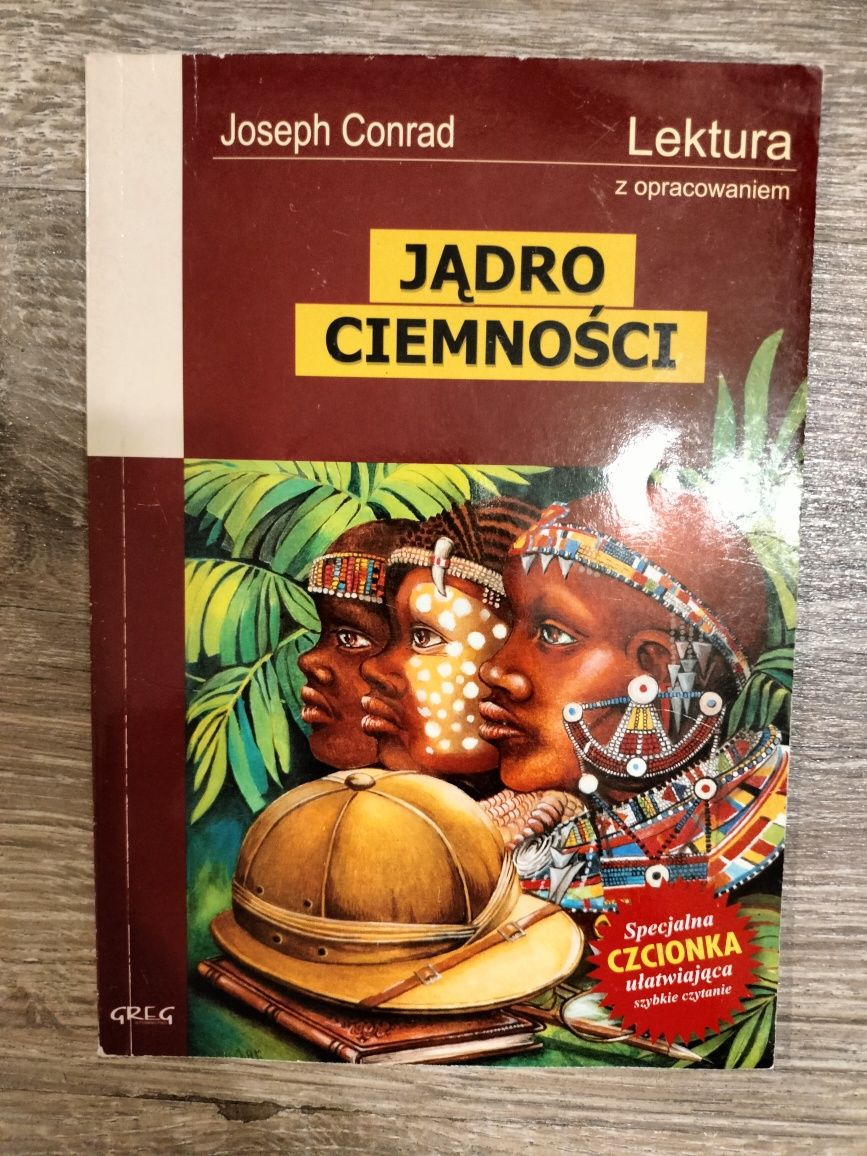 Joseph Conrad
Lektura
z opracowaniem
JĄDRO
CIEMNOŚCI
Specjalna
CZCIONKA
ułatwiająca
szybkie czytanie
GREG